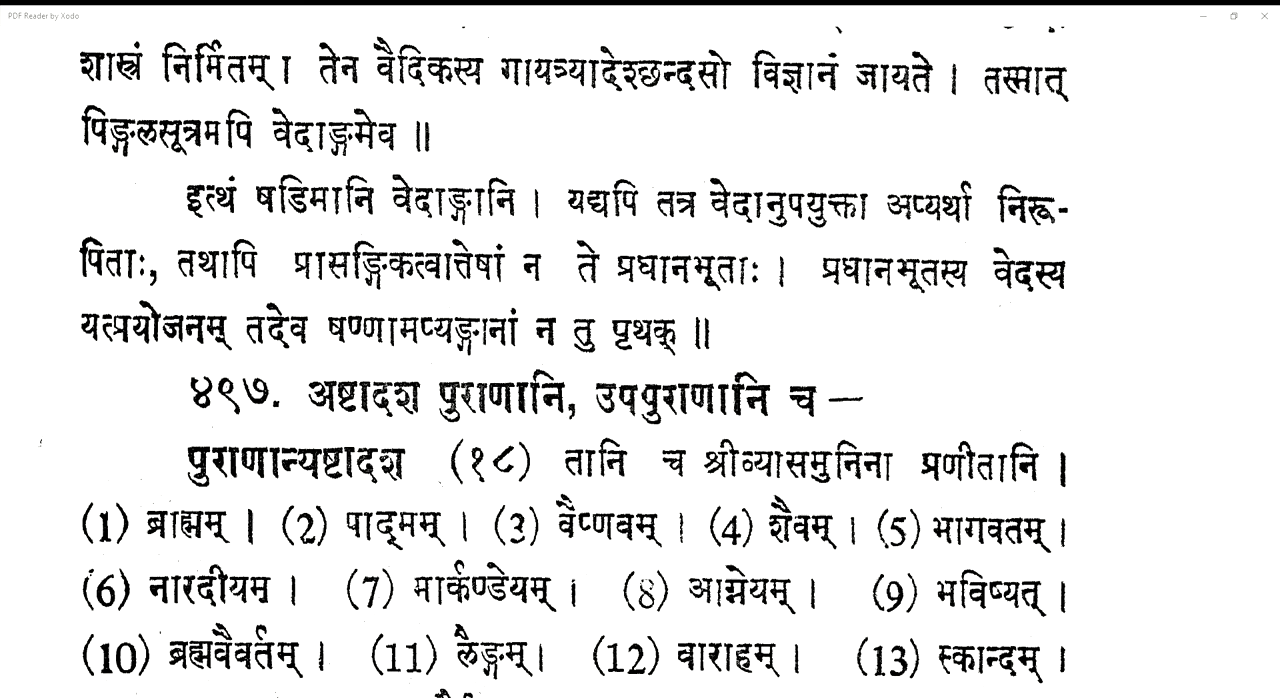 PDF Reader by Xodo
शास्त्रं निर्मितम् । तेन वैदिकस्य गायत्र्यादेश्छन्दसो विज्ञानं जायते । तस्मात्
पिङ्गलसूत्रमपि वेदाङ्गमेव ॥
इत्थं षडिमानि वेदाङ्गानि । यद्यपि तत्र वेदानुपयुक्ता अप्यर्था निरू-
पिताः, तथापि प्रासङ्गिकत्वात्तेषां न ते प्रधानभूताः । प्रधानभूतस्य वेदस्य
यत्प्रयोजनम् तदेव षण्णामप्यङ्गानां न तु पृथक् ॥
४९७. अष्टादश पुराणानि, उपपुराणानि च —
पुराणान्यष्टादश (१८) तानि च श्रीव्यासमुनिना प्रणीतानि ।
(1) ब्राह्मम् । (2) पाद्मम् । (3) वैष्णवम् । (4) शैवम् । (5) भागवतम् ।
(6) नारदीयम् । (7) मार्कण्डेयम् । (8) आग्नेयम् । (9) भविष्यत् ।
(10) ब्रह्मवैवर्तम् । (11) लैङ्गम् । (12) वाराहम् । (13) स्कान्दम् ।